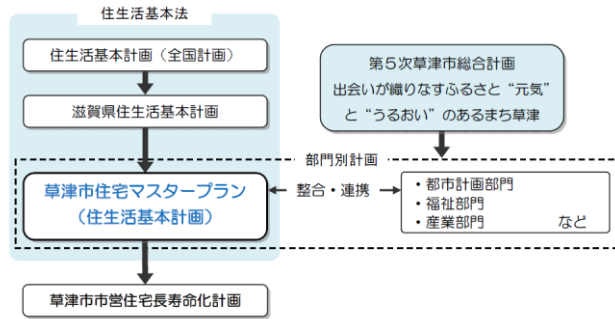 住生活基本法
住生活基本計画（全国計画）
滋賀県住生活基本計画
第５次草津市総合計画
出会いが織りなすふるさと“元気”
と“うるおい”のあるまち草津
部門別計画
草津市住宅マスタープラン
（住生活基本計画）
整合・連携
・都市計画部門
・福祉部門
・産業部門　　　　など
草津市市営住宅長寿命化計画